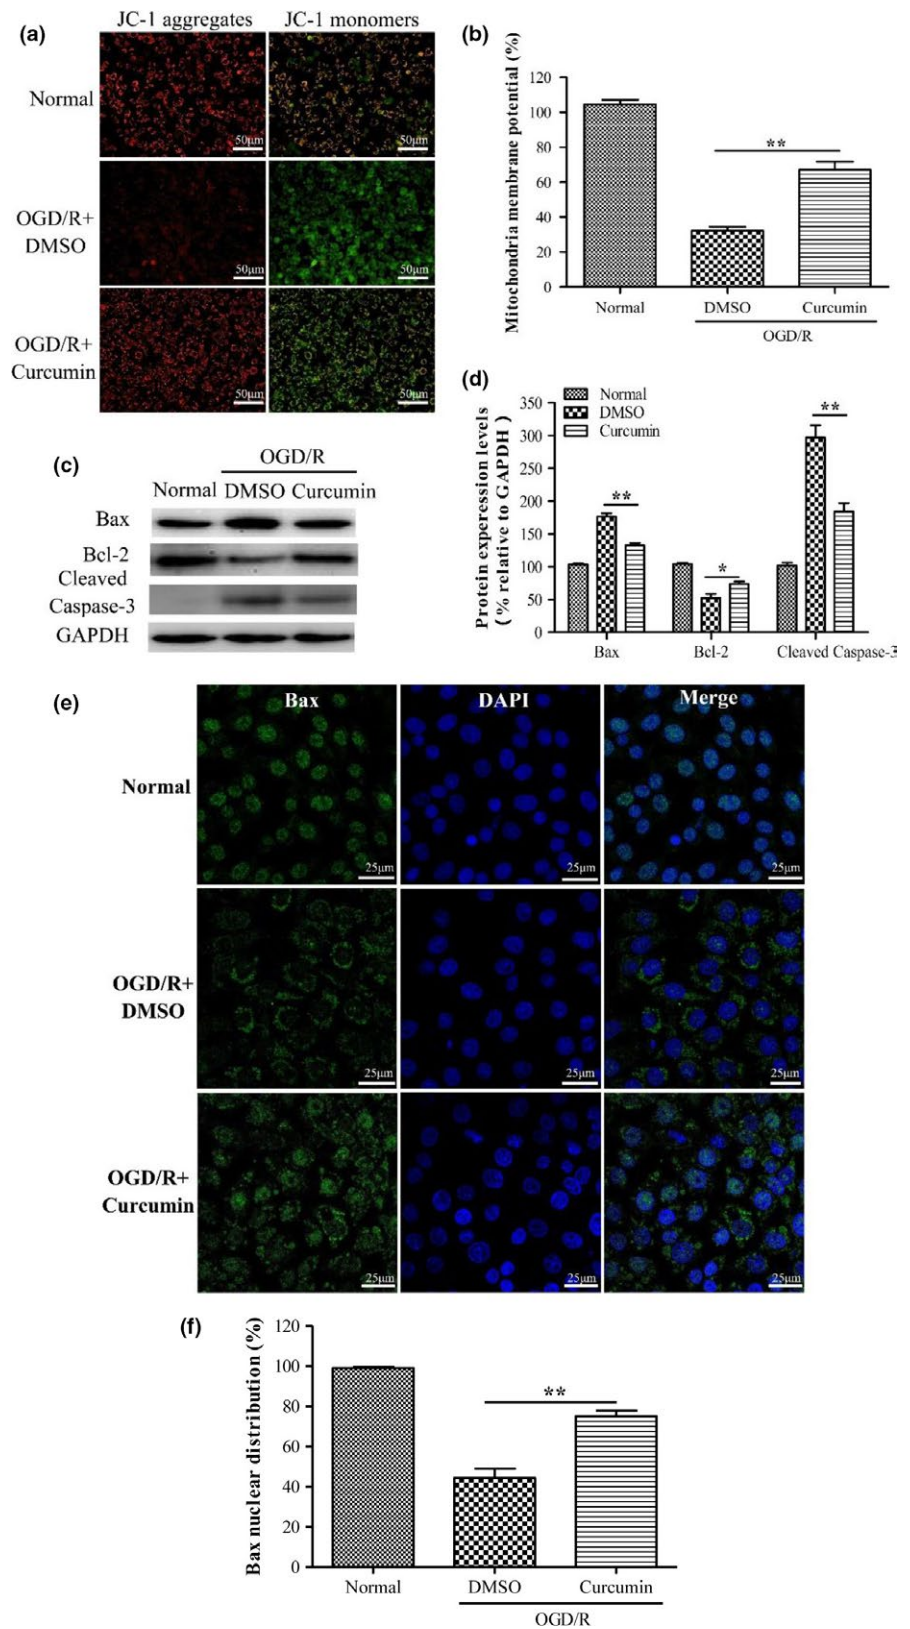 (a)
JC-1 aggregates JC-1 monomers
Normal
50μm 50μm
OGD/R+
DMSO
50μm 50μm
OGD/R+
Curcumin
50μm 50μm
(b)
Mitochondria membrane potential (%)
120
100
80
60
40
20
0
**
Normal DMSO Curcumin
OGD/R
(c)
OGD/R
Normal DMSO Curcumin
Bax
Bcl-2
Cleaved
Caspase-3
GAPDH
(d)
Protein experession levels
(% relative to GAPDH)
Normal
DMSO
Curcumin
350
300
250
200
150
100
50
0
** * **
Bax Bcl-2 Cleaved Caspase-3
(e)
Bax DAPI Merge
Normal
25μm 25μm 25μm
OGD/R+
DMSO
25μm 25μm 25μm
OGD/R+
Curcumin
25μm 25μm 25μm
(f)
Bax nuclear distribution (%)
120
100
80
60
40
20
0
**
Normal DMSO Curcumin
OGD/R